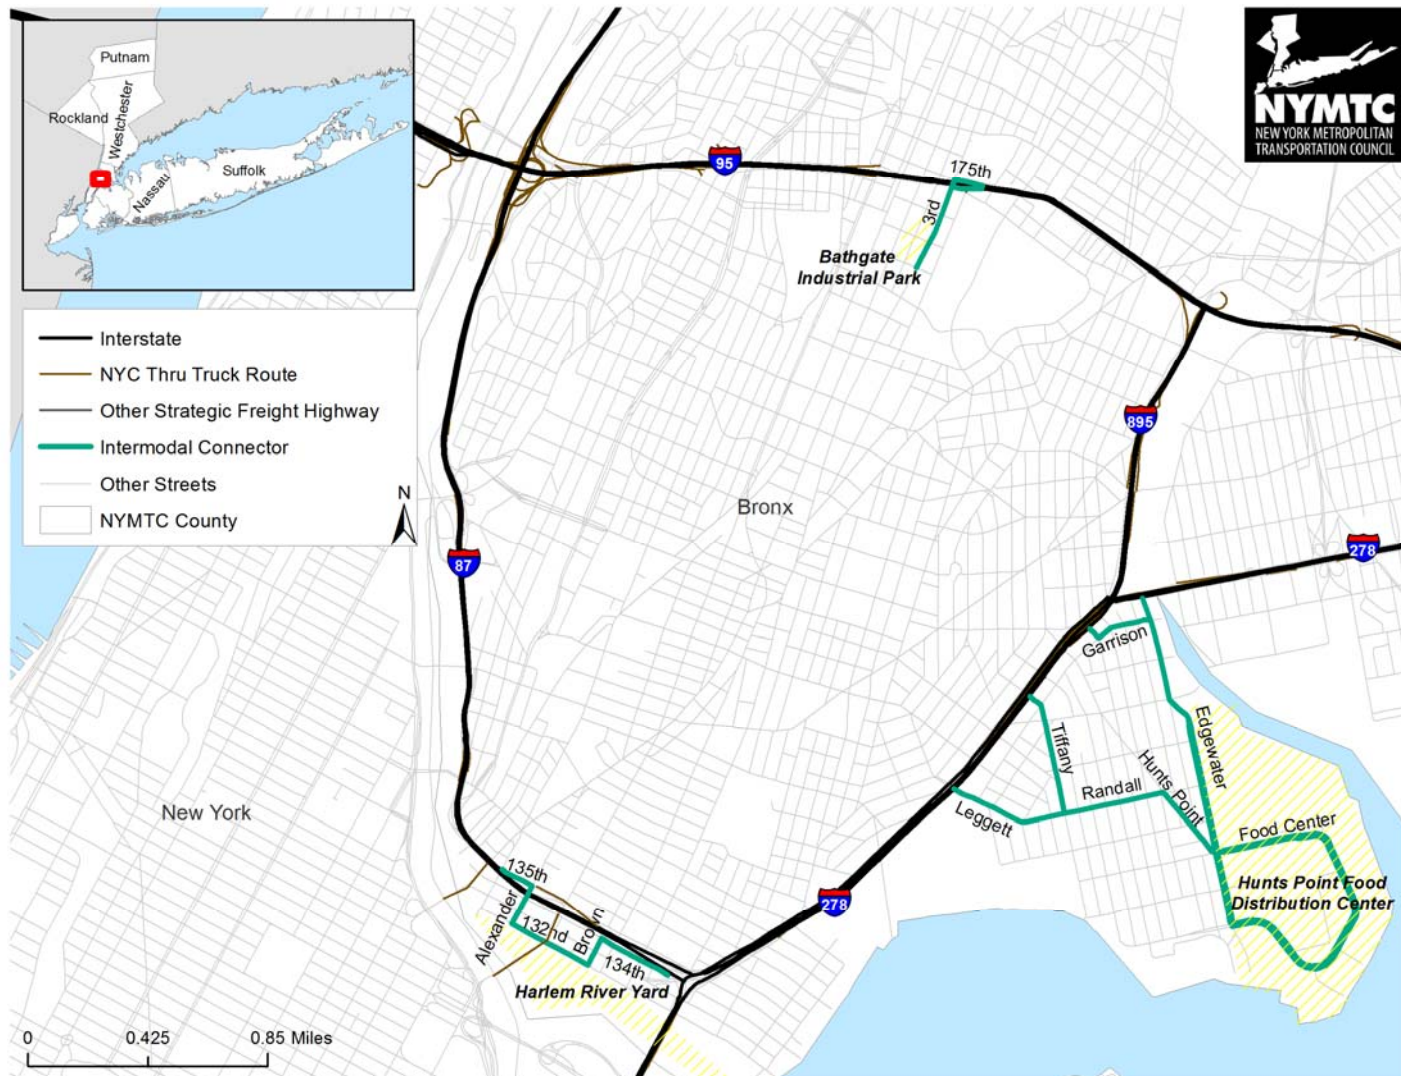 Putnam
Rockland
Westchester
Nassau
Suffolk
NYMTC
NEW YORK METROPOLITAN
TRANSPORTATION COUNCIL
95
175th
3rd
Bathgate
Industrial Park
Interstate
NYC Thru Truck Route
Other Strategic Freight Highway
Intermodal Connector
Other Streets
NYMTC County
N
895
Bronx
87
278
Garrison
Edgewater
Tiffany
Hunts Point
Randall
Leggett
New York
Food Center
135th
Hunts Point Food
Distribution Center
278
Alexander
132nd
Brown
134th
Harlem River Yard
0 0.425 0.85 Miles